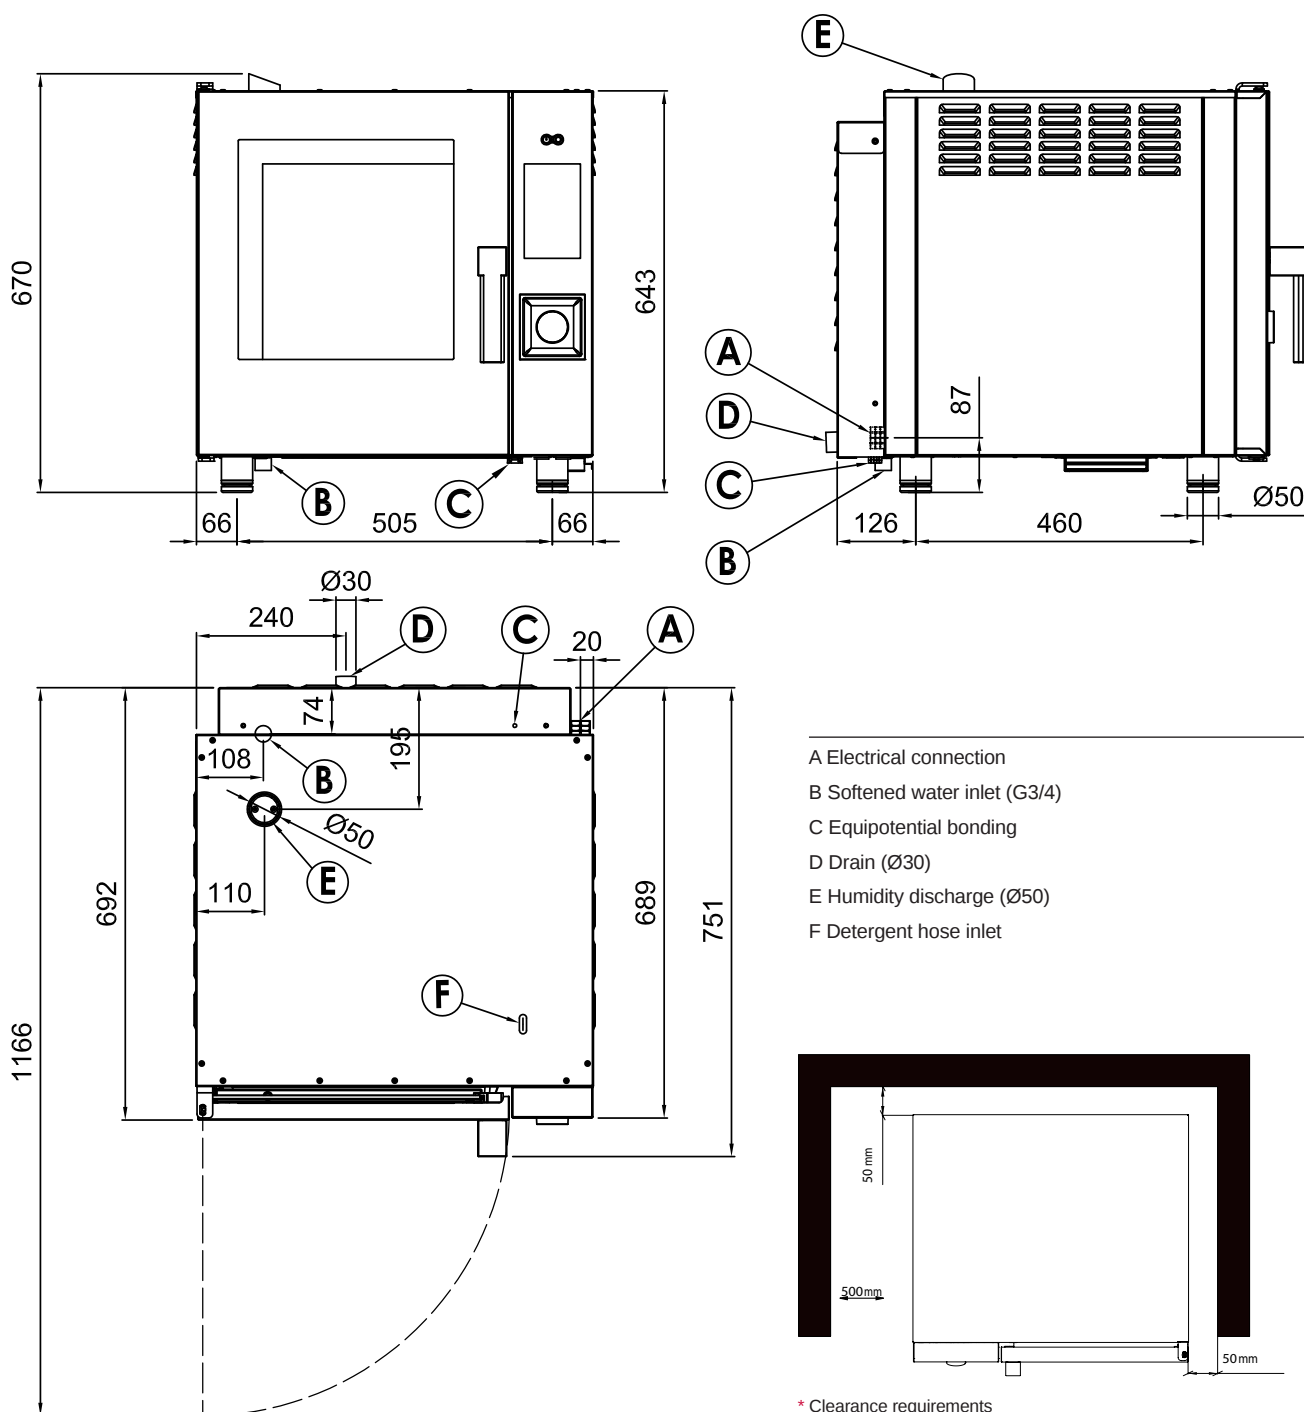 E
670
643
A
87
D
B
C
C
66
505
66
126
460
Ø50
B
Ø30
240
D
C
A
20
74
195
108
B
Ø50
E
110
692
689
751
F
1166
A Electrical connection
B Softened water inlet (G3/4)
C Equipotential bonding
D Drain (Ø30)
E Humidity discharge (Ø50)
F Detergent hose inlet
50 mm
500mm
50mm
* Clearance requirements